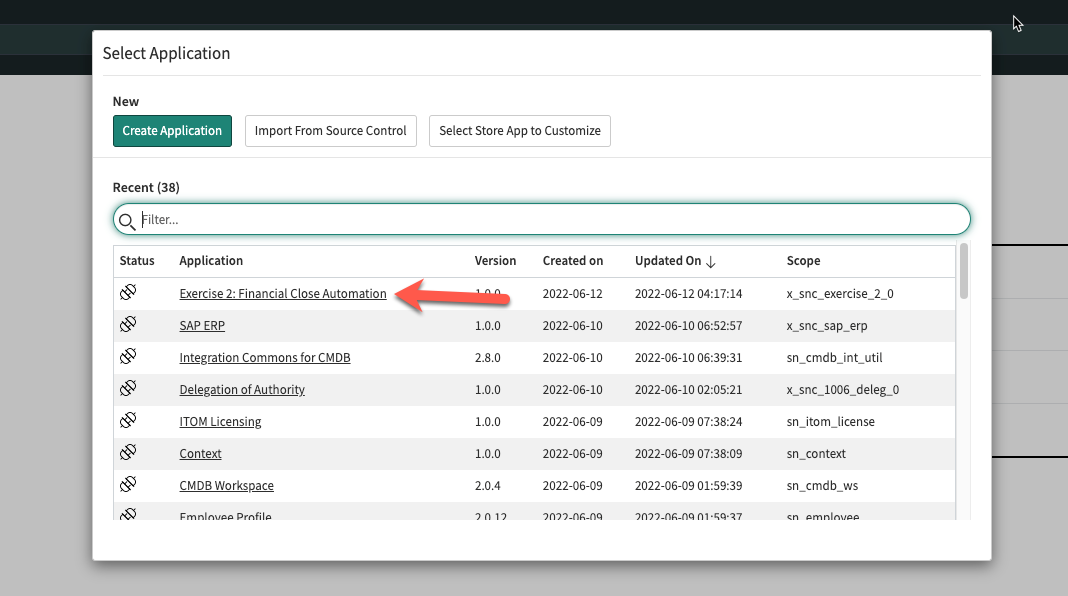 Select Application
New
Create Application Import From Source Control Select Store App to Customize
Recent (38)
Filter...
Status Application Version Created on Updated On Scope
Exercise 2: Financial Close Automation 1.0.0 2022-06-12 2022-06-12 04:17:14 x_snc_exercise_2_0
SAP ERP 1.0.0 2022-06-10 2022-06-10 06:52:57 x_snc_sap_erp
Integration Commons for CMDB 2.8.0 2022-06-10 2022-06-10 06:39:31 sn_cmdb_int_util
Delegation of Authority 1.0.0 2022-06-10 2022-06-10 02:05:21 x_snc_1006_deleg_0
ITOM Licensing 1.0.0 2022-06-09 2022-06-09 07:38:24 sn_itom_license
Context 1.0.0 2022-06-09 2022-06-09 07:38:09 sn_context
CMDB Workspace 2.0.4 2022-06-09 2022-06-09 01:59:39 sn_cmdb_ws
Employee Profile 2.0.12 2022-06-09 2022-06-09 01:59:37 sn_employee